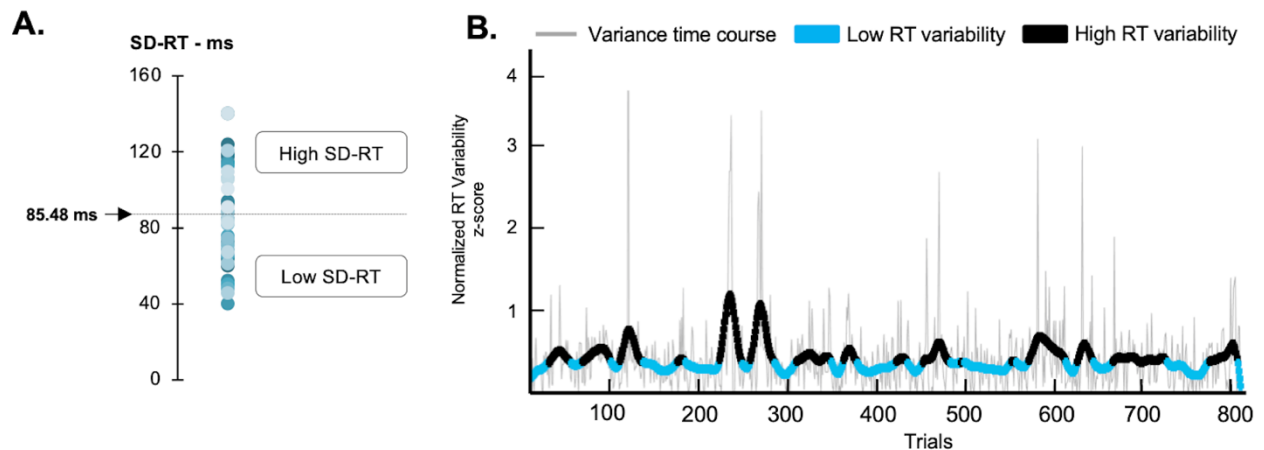 A.
SD-RT - ms
160
120
High SD-RT
85.48 ms
80
Low SD-RT
40
0
B.
Variance time course
Low RT variability
High RT variability
Normalized RT Variability
z-score
4
3
2
1
100
200
300
400
500
600
700
800
Trials